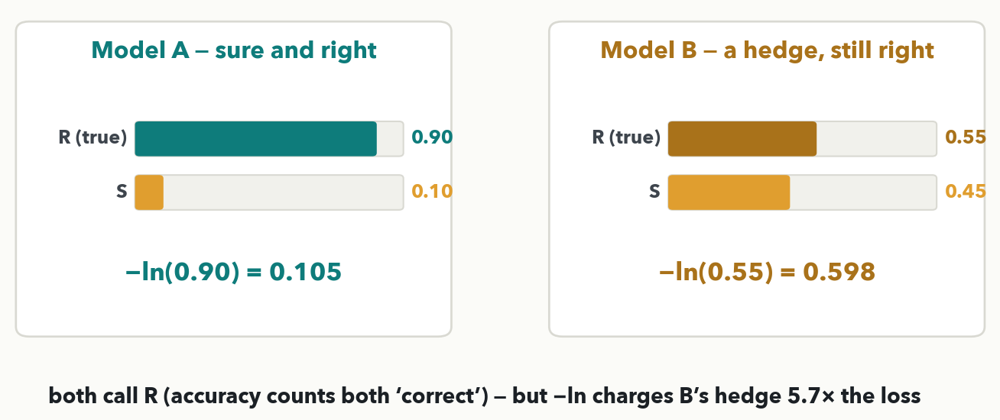 Model A – sure and right
R (true) 0.90
S 0.10
−ln(0.90) = 0.105
Model B – a hedge, still right
R (true) 0.55
S 0.45
−ln(0.55) = 0.598
both call R (accuracy counts both ‘correct’) – but −ln charges B’s hedge 5.7× the loss